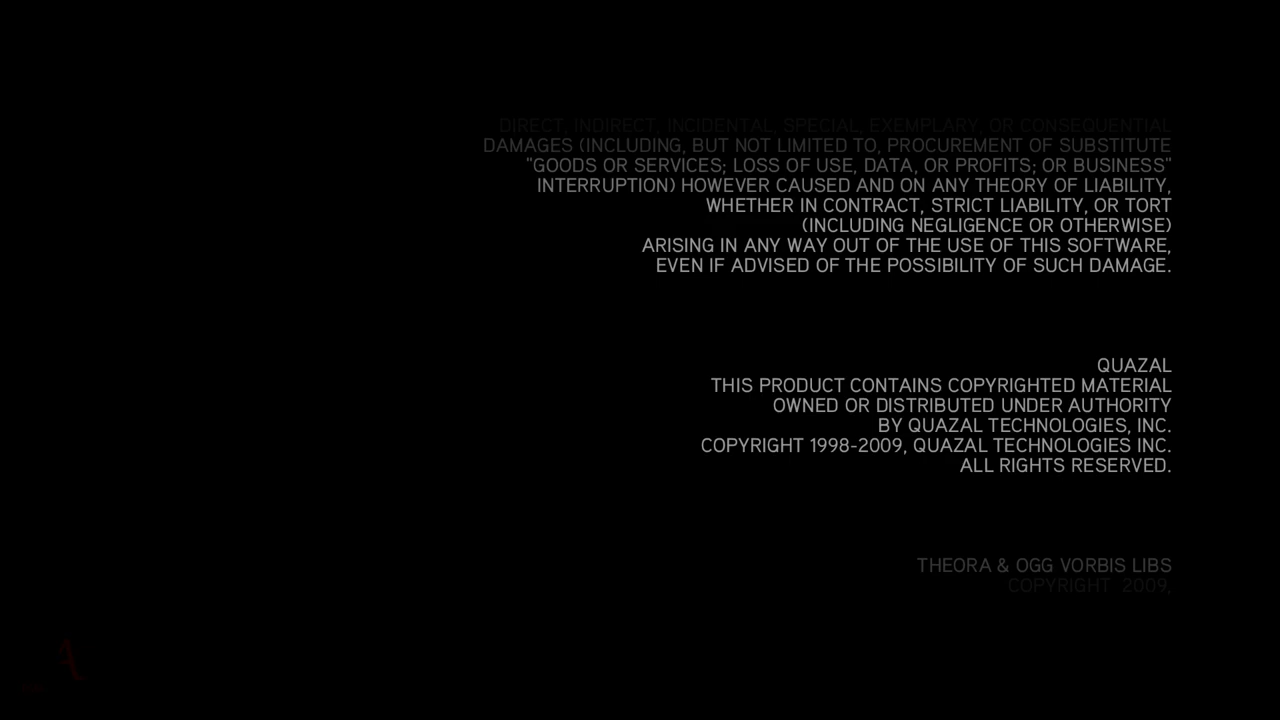 DIRECT, INDIRECT, INCIDENTAL, SPECIAL, EXEMPLARY, OR CONSEQUENTIAL
DAMAGES (INCLUDING, BUT NOT LIMITED TO, PROCUREMENT OF SUBSTITUTE
"GOODS OR SERVICES; LOSS OF USE, DATA, OR PROFITS; OR BUSINESS"
INTERRUPTION) HOWEVER CAUSED AND ON ANY THEORY OF LIABILITY,
WHETHER IN CONTRACT, STRICT LIABILITY, OR TORT
(INCLUDING NEGLIGENCE OR OTHERWISE)
ARISING IN ANY WAY OUT OF THE USE OF THIS SOFTWARE,
EVEN IF ADVISED OF THE POSSIBILITY OF SUCH DAMAGE.
QUAZAL
THIS PRODUCT CONTAINS COPYRIGHTED MATERIAL
OWNED OR DISTRIBUTED UNDER AUTHORITY
BY QUAZAL TECHNOLOGIES, INC.
COPYRIGHT 1998-2009, QUAZAL TECHNOLOGIES INC.
ALL RIGHTS RESERVED.
THEORA & OGG VORBIS LIBS
COPYRIGHT  2009,